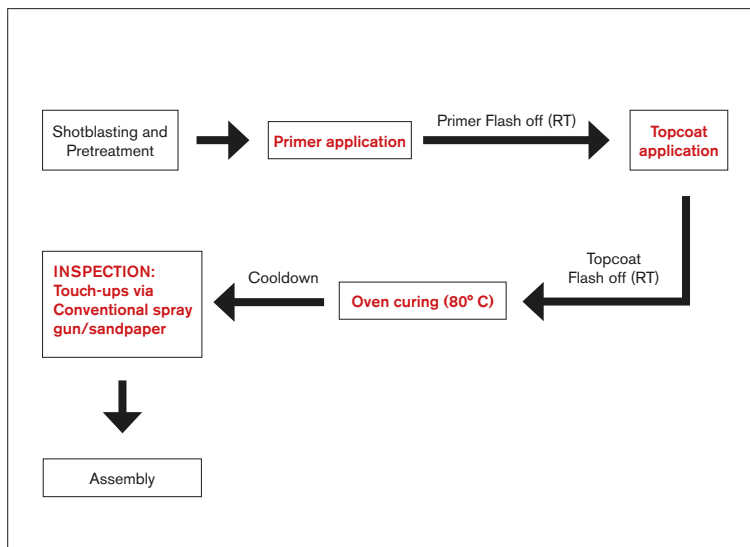 Shotblasting and
Pretreatment
Primer application
Primer Flash off (RT)
Topcoat
application
Topcoat
Flash off (RT)
Oven curing (80° C)
Cooldown
INSPECTION:
Touch-ups via
Conventional spray
gun/sandpaper
Assembly